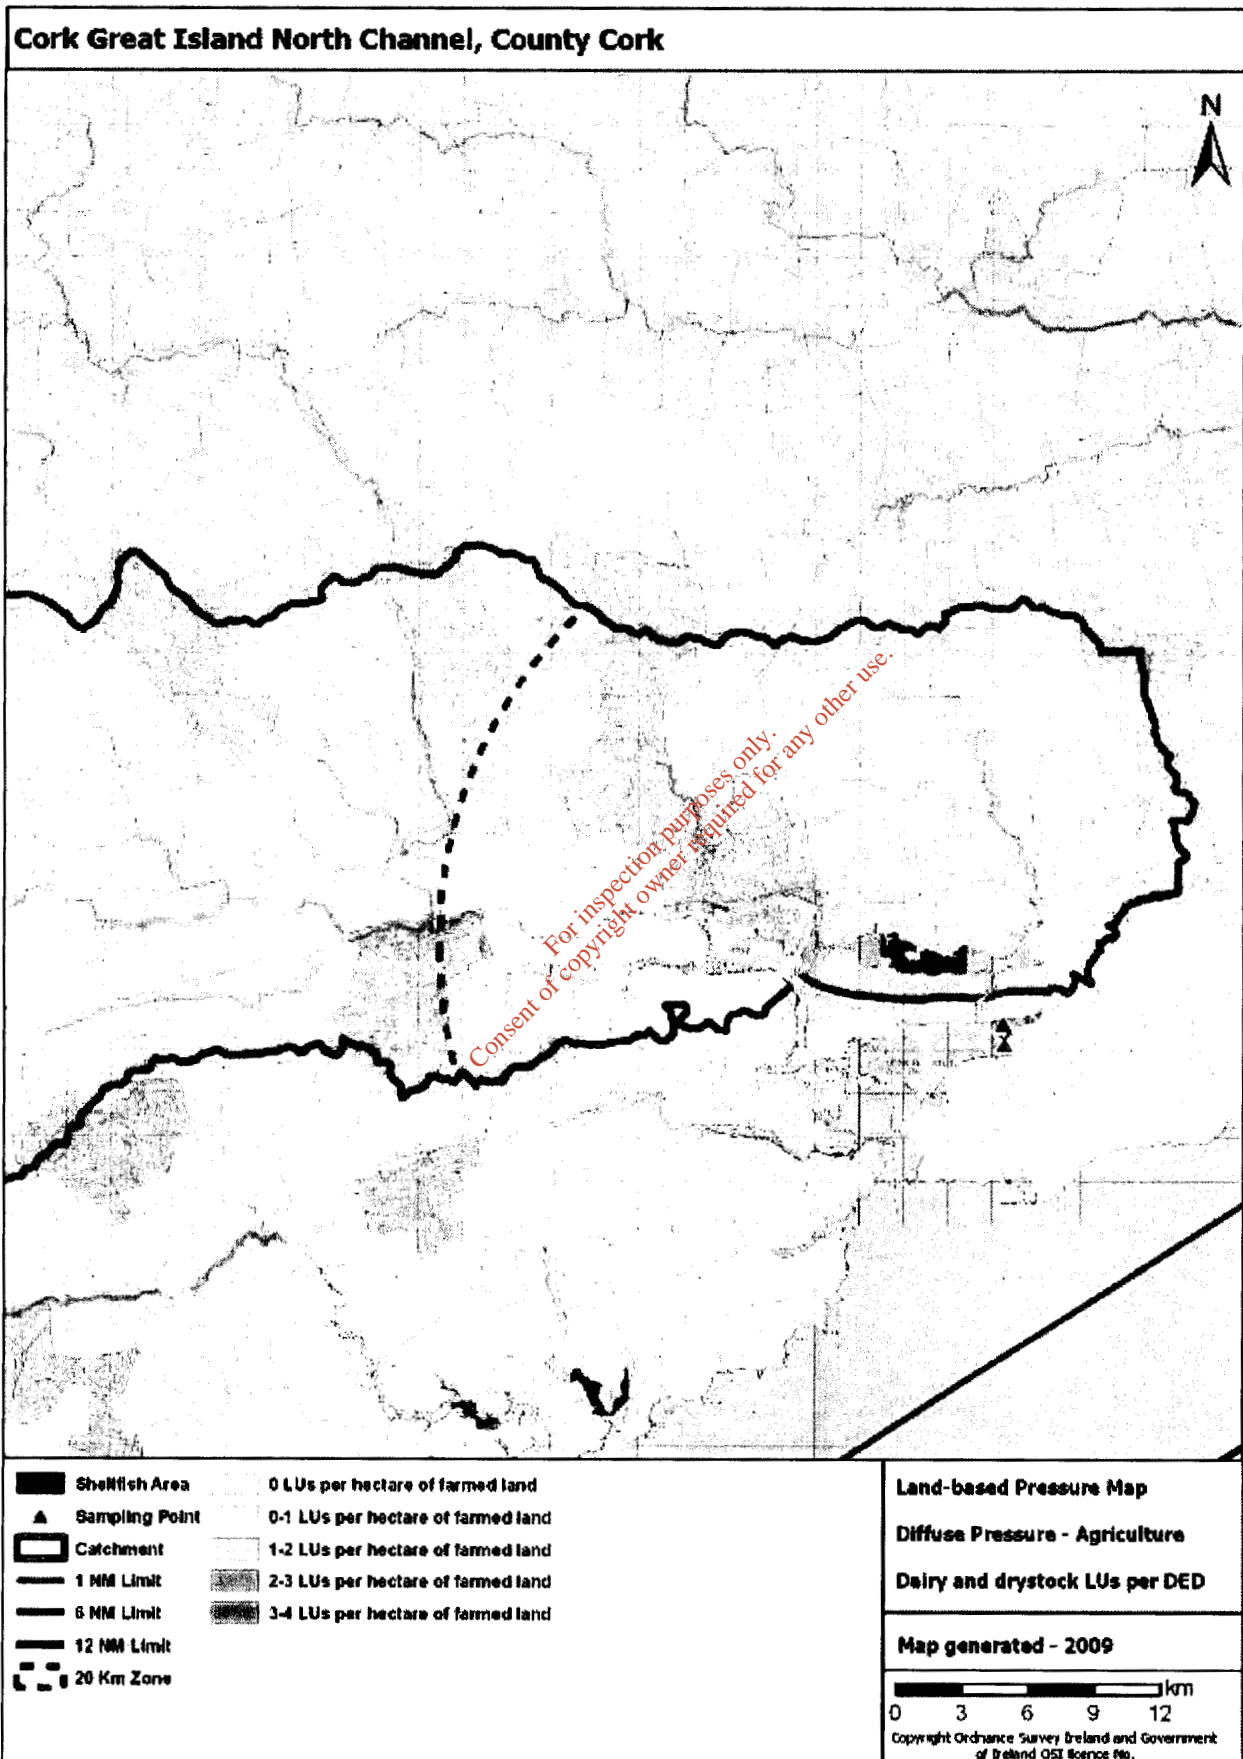 Cork Great Island North Channel, County Cork
N
For inspection purposes only.
Consent of copyright owner required for any other use.
Shellfish Area
Sampling Point
Catchment
1 NM Limit
6 NM Limit
12 NM Limit
20 Km Zone
0 LUs per hectare of farmed land
0-1 LUs per hectare of farmed land
1-2 LUs per hectare of farmed land
2-3 LUs per hectare of farmed land
3-4 LUs per hectare of farmed land
Land-based Pressure Map
Diffuse Pressure - Agriculture
Dairy and drystock LUs per DED
Map generated - 2009
km
0 3 6 9 12
Copyright Ordnance Survey Ireland and Government
of Ireland OSI licence No.